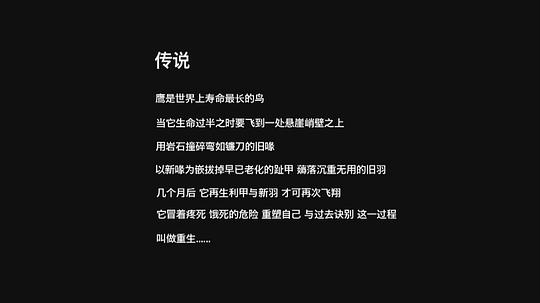 传说
鹰是世界上寿命最长的鸟
当它生命过半之时要飞到一处悬崖峭壁之上
用岩石撞碎弯如镰刀的旧喙
以新喙为嵌拔掉早已老化的趾甲 薅落沉重无用的旧羽
几个月后 它再生利甲与新羽 才可再次飞翔
它冒着疼死 饿死的危险 重塑自己 与过去诀别 这一过程
叫做重生......